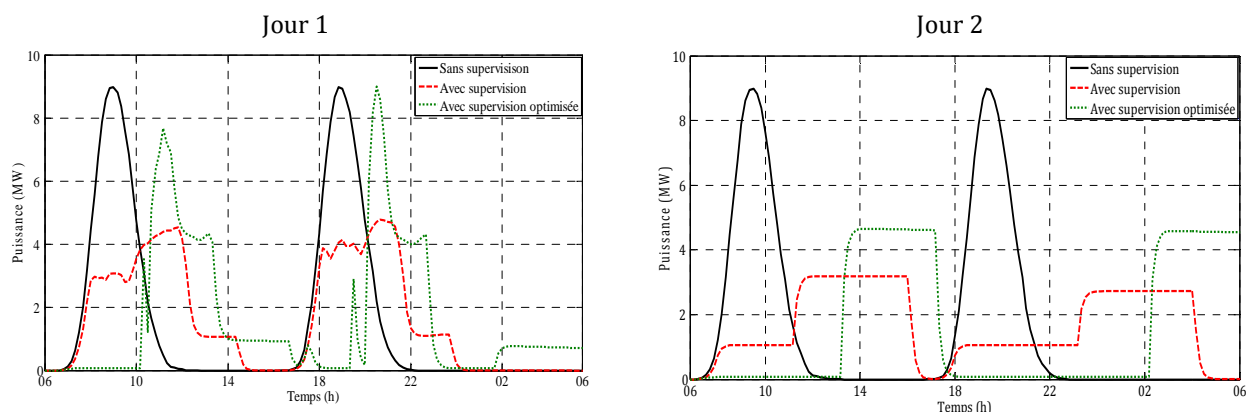 Jour 1
10
8
6
4
2
0
Puissance (MW)
Sans supervisison
Avec supervision
Avec supervision optimisée
06 10 14 18 22 02 06
Temps (h)
Jour 2
10
8
6
4
2
0
Puissance (MW)
Sans supervision
Avec supervision
Avec supervision optimisée
06 10 14 18 22 02 06
Temps (h)